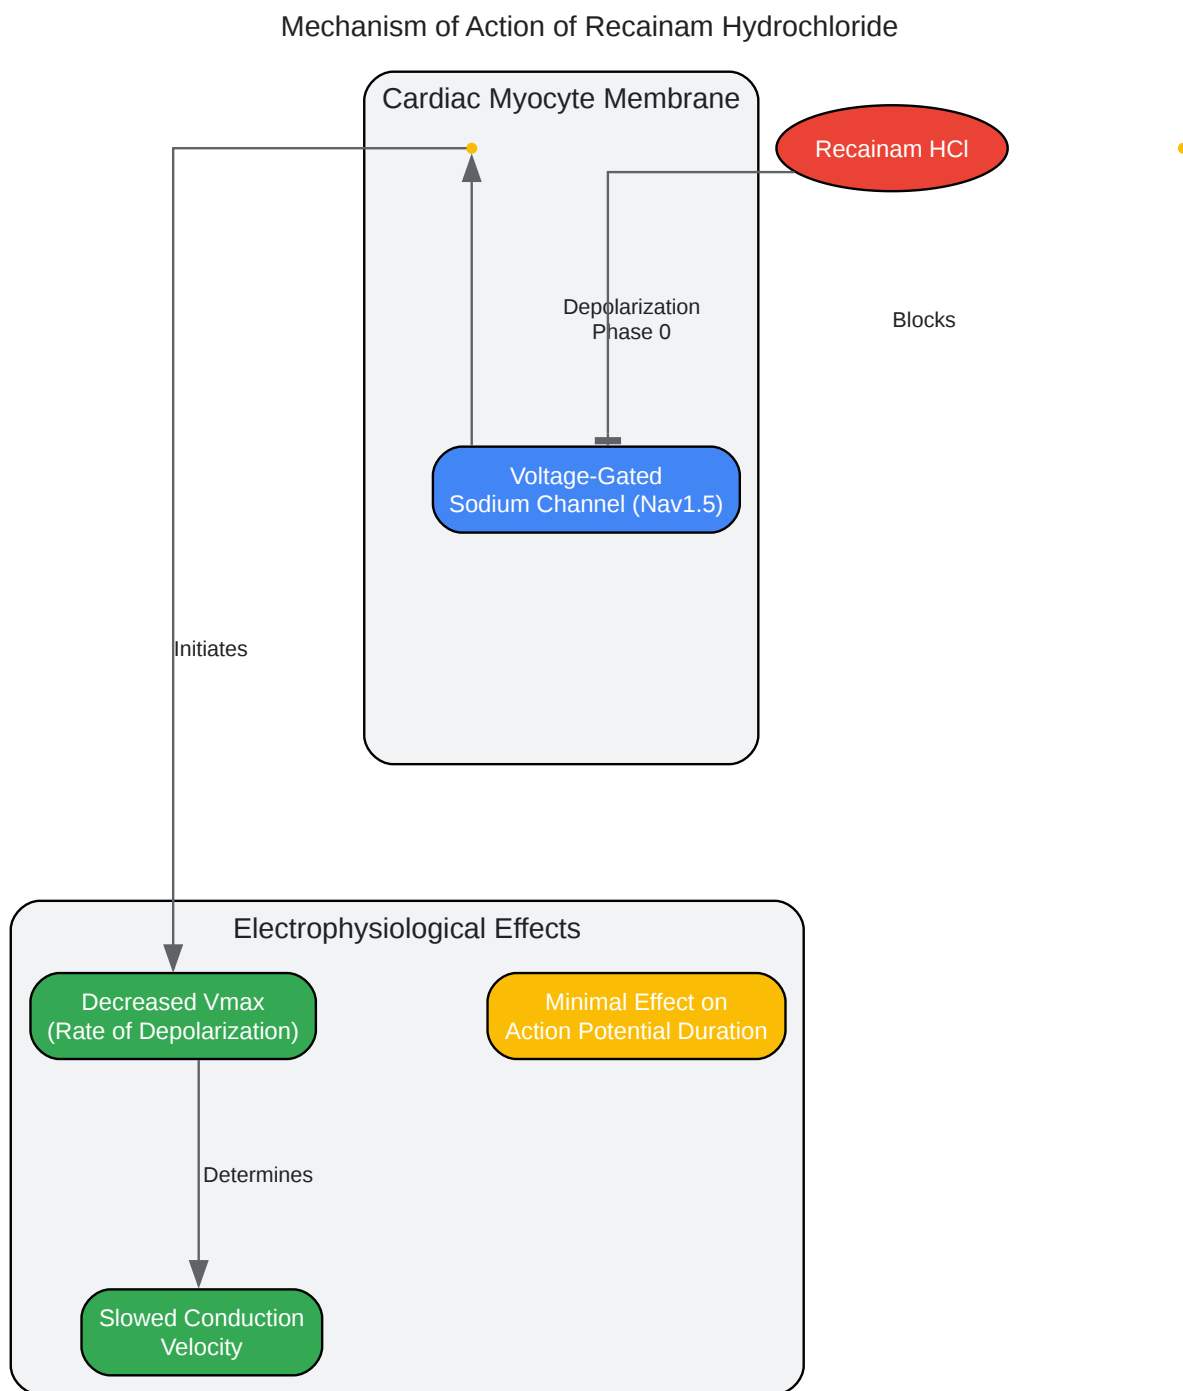 Mechanism of Action of Recainam Hydrochloride
Cardiac Myocyte Membrane
Recainam HCl
Depolarization
Phase 0
Blocks
Voltage-Gated
Sodium Channel (Nav1.5)
Initiates
Electrophysiological Effects
Decreased Vmax
(Rate of Depolarization)
Minimal Effect on
Action Potential Duration
Determines
Slowed Conduction
Velocity